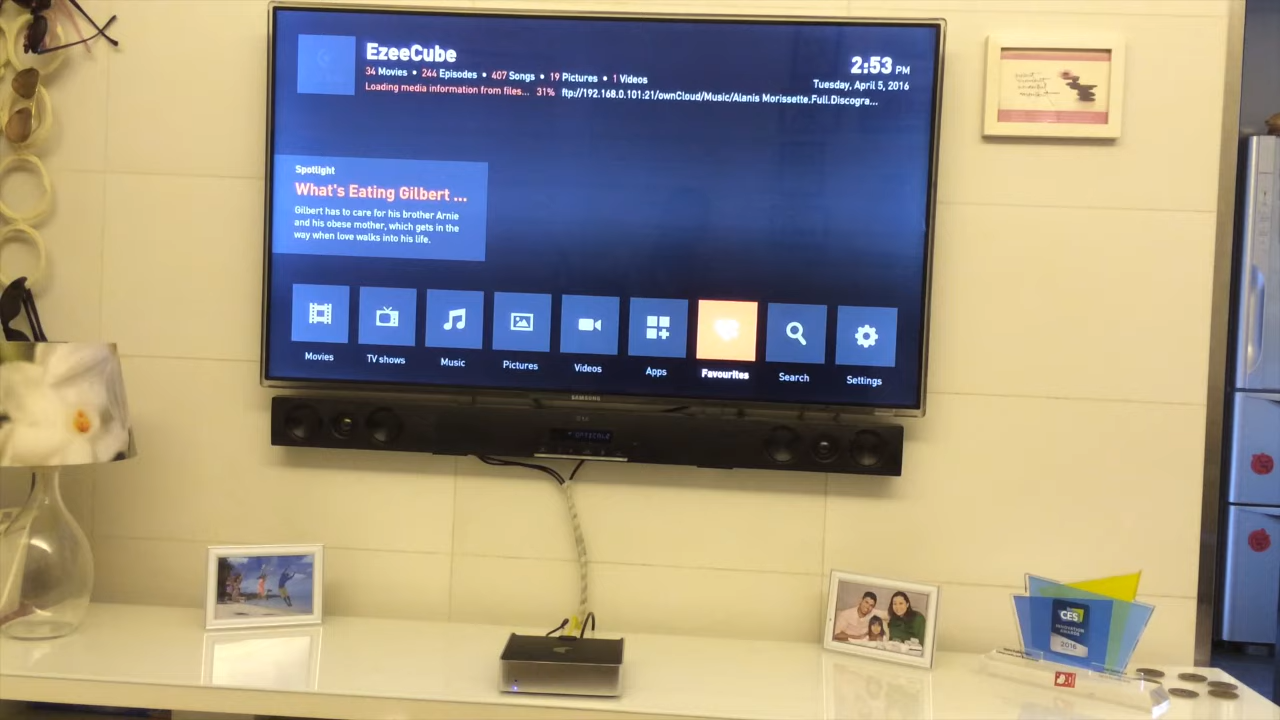 EzeeCube
34 Movies • 244 Episodes • 407 Songs • 19 Pictures • 1 Videos
Loading media information from files... 31% ftp://192.168.0.101:21/ownCloud/Music/Alanis Morissette.Full.Discogra...
2:53 PM
Tuesday, April 5, 2016
Spotlight
What's Eating Gilbert ...
Gilbert has to care for his brother Arnie
and his obese mother, which gets in the
way when love walks into his life.
Movies
TV shows
Music
Pictures
Videos
Apps
Favourites
Search
Settings
SAMSUNG
CES
INNOVATION
AWARDS
2016